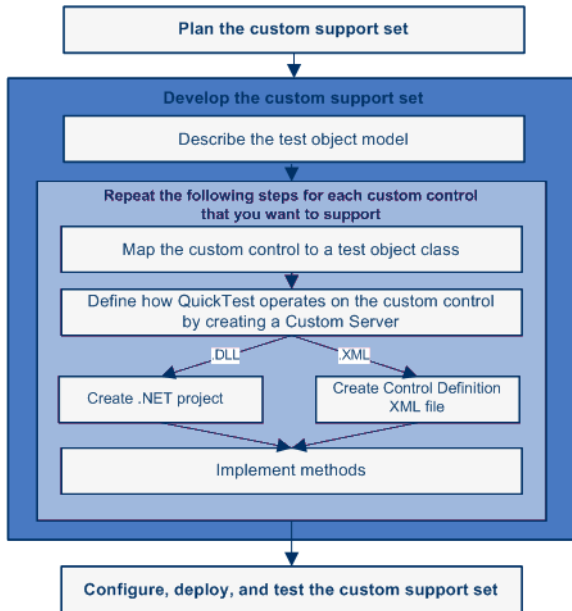 Plan the custom support set
Develop the custom support set
Describe the test object model
Repeat the following steps for each custom control
that you want to support
Map the custom control to a test object class
Define how QuickTest operates on the custom control
by creating a Custom Server
.DLL
.XML
Create .NET project
Create Control Definition
XML file
Implement methods
Configure, deploy, and test the custom support set